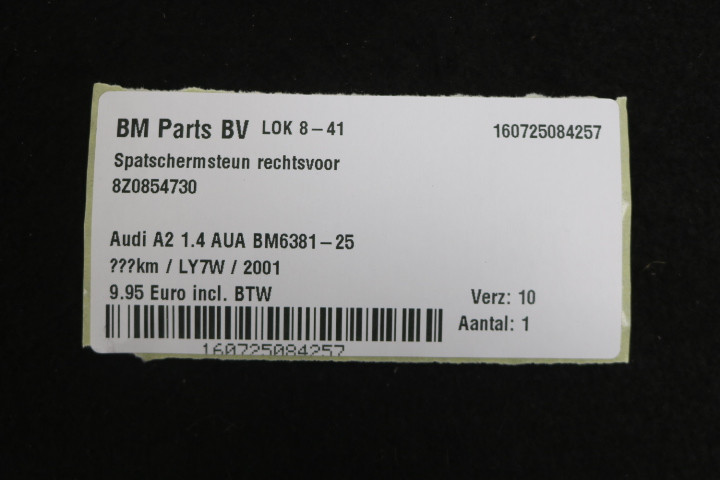 BM Parts BV LOK 8-41 160725084257
Spatschermsteun rechtsvoor
8Z0854730
Audi A2 1.4 AUA BM6381-25
???km / LY7W / 2001
9.95 Euro incl. BTW Verz: 10
Aantal: 1
160725084257